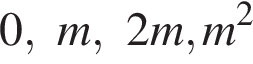 0, m, 2m, m²